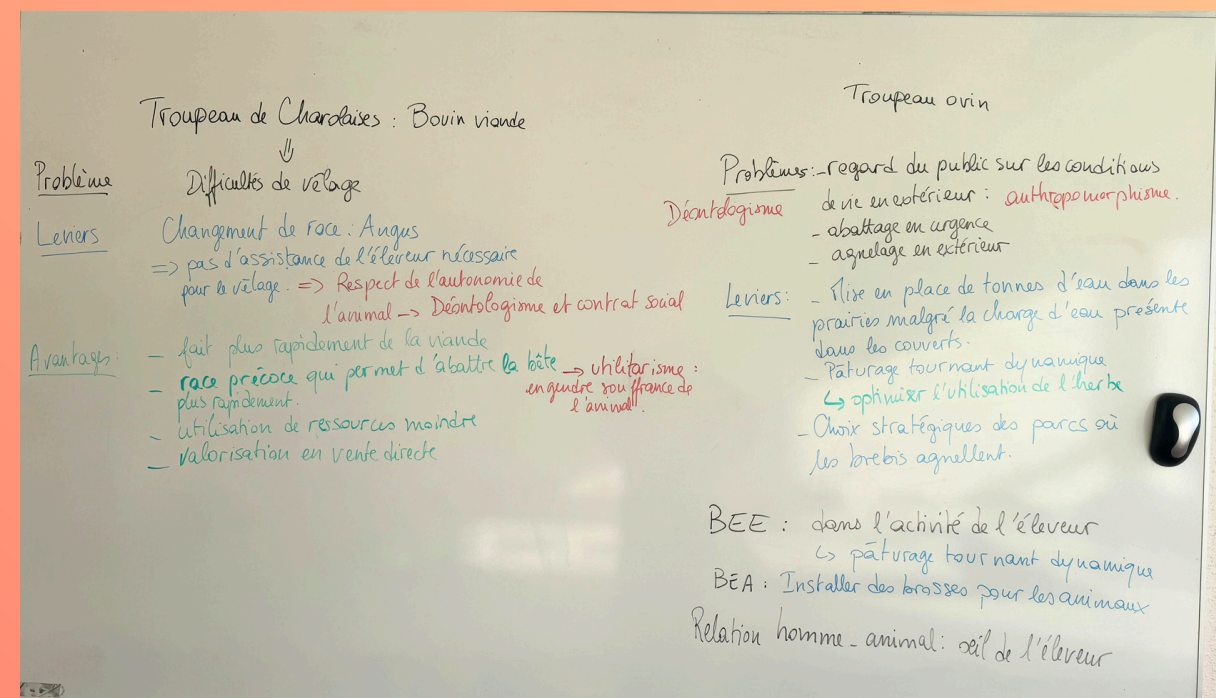 Troupeau de Charolaises : Bovin viande
⇓
Problème Difficultés de vêlage
Leviers Changement de race : Angus
=> pas d'assistance de l'éleveur nécessaire
pour le vêlage. => Respect de l'autonomie de
l'animal -> Déontologisme et contrat social
Avantages : - fait plus rapidement de la viande
- race précoce qui permet d'abattre la bête -> utilitarisme :
plus rapidement. engendre souffrance de
l'animal.
- utilisation de ressources moindre
- valorisation en vente directe
Troupeau ovin
Problèmes : - regard du public sur les conditions
Déontologisme de vie en extérieur : anthropomorphisme.
- abattage en urgence
- agnelage en extérieur
Leviers : - Mise en place de tonnes d'eau dans les
prairies malgré la charge d'eau présente
dans les couverts.
- Pâturage tournant dynamique
↳ optimiser l'utilisation de l'herbe
- Choix stratégiques des parcs où
les brebis agnellent.
BEE : dans l'activité de l'éleveur
↳ pâturage tournant dynamique
BEA : Installer des brosses pour les animaux
Relation homme-animal : œil de l'éleveur